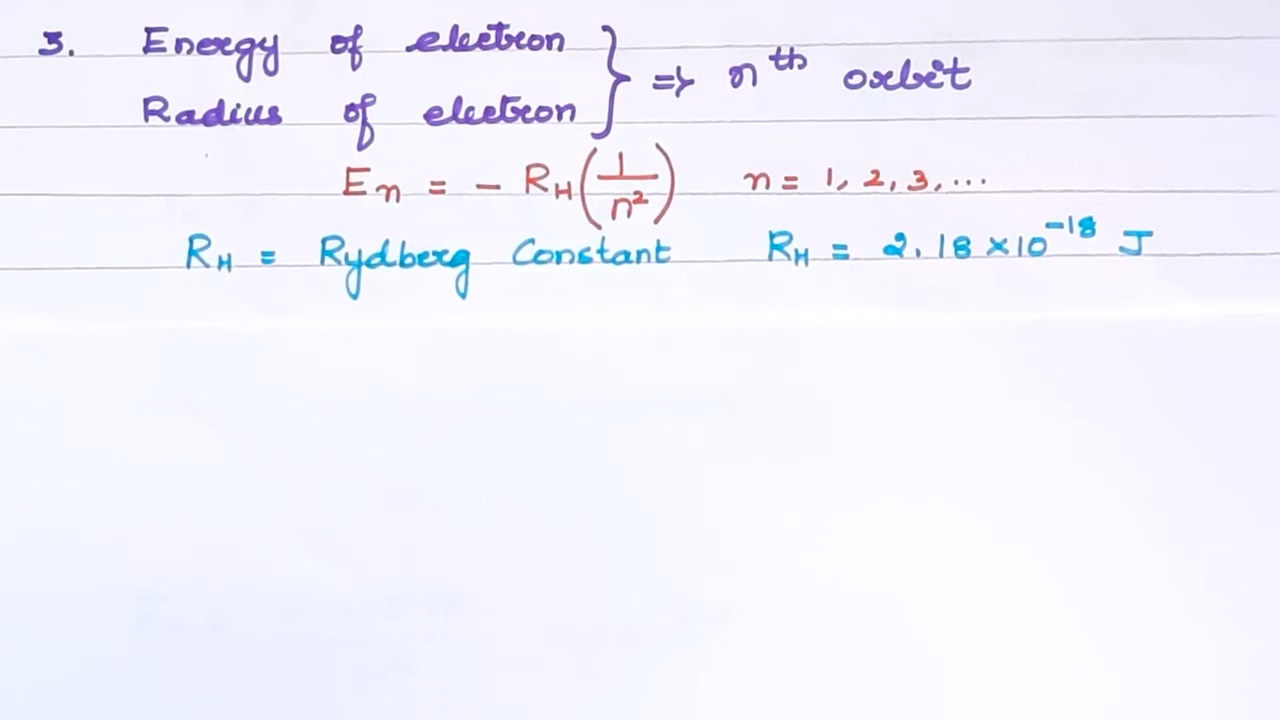 3. Energy of electron
Radius of electron } => nth orbit
En = - RH(1/n²) n = 1, 2, 3, ...
RH = Rydberg Constant RH = 2.18 ×10⁻¹⁸ J